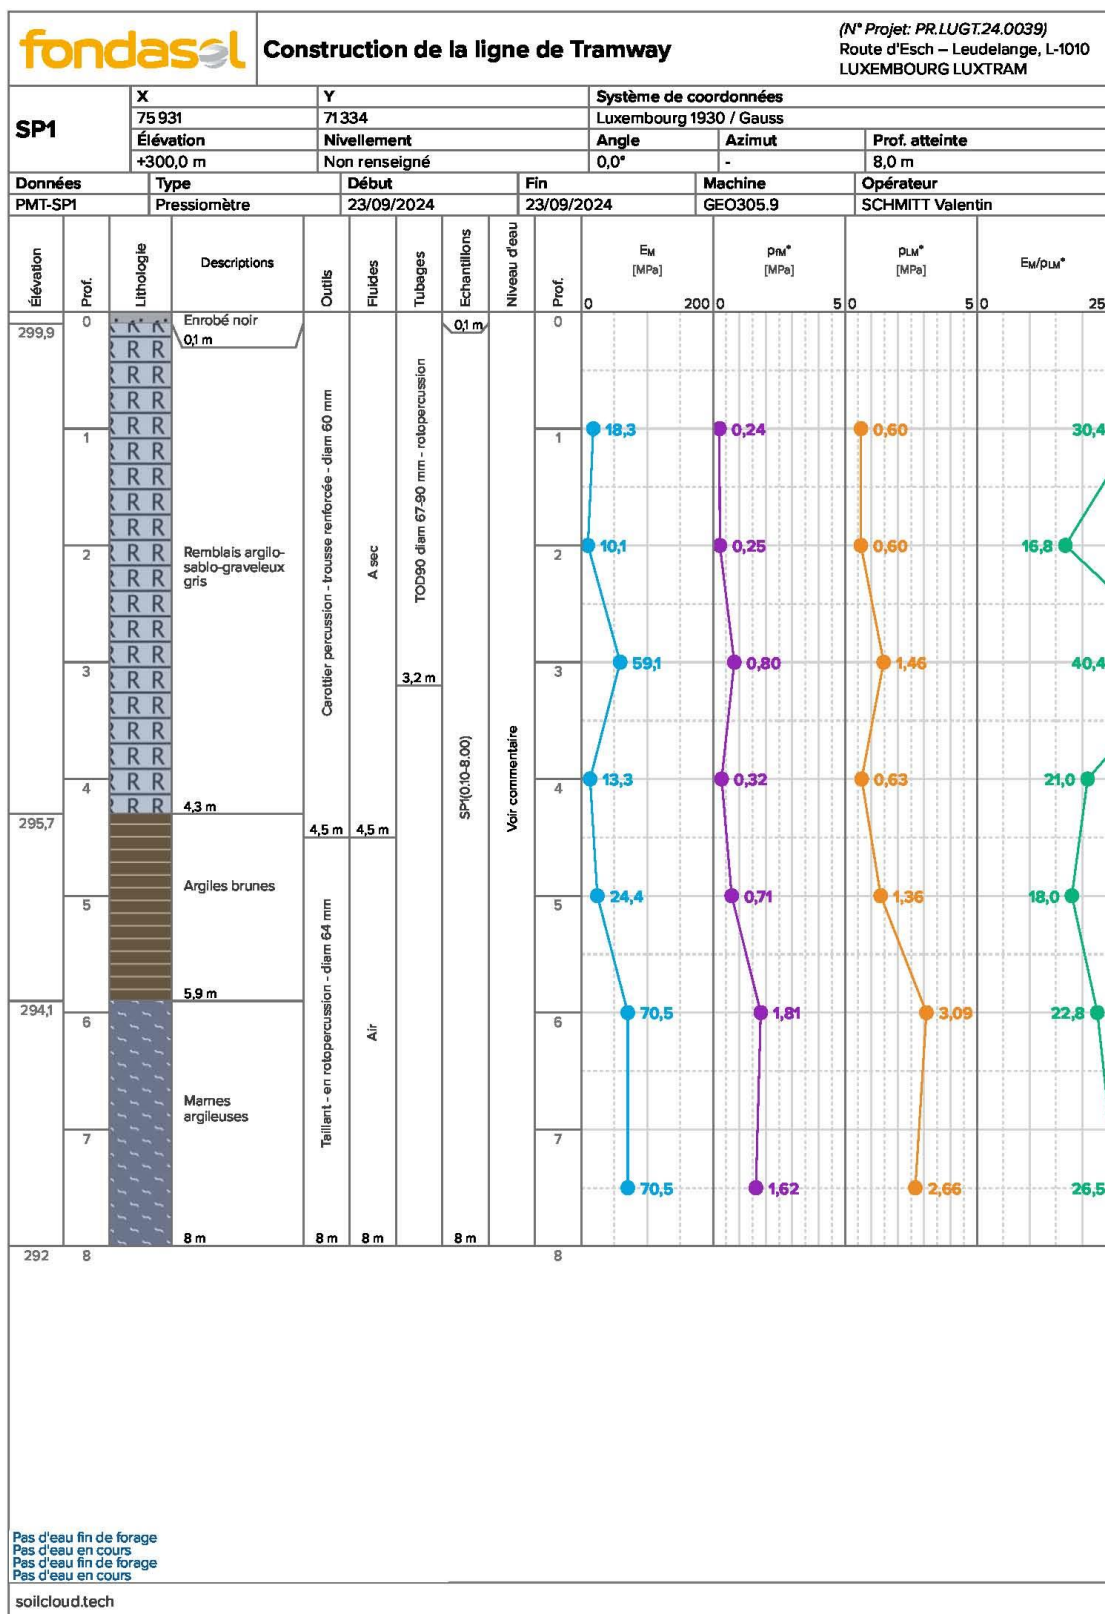 fondasol
Construction de la ligne de Tramway
(N° Projet: PR.LUGT.24.0039)
Route d'Esch – Leudelange, L-1010
LUXEMBOURG LUXTRAM
SP1
X Y Système de coordonnées
75 931 71 334 Luxembourg 1930 / Gauss
Élévation Nivellement Angle Azimut Prof. atteinte
+300,0 m Non renseigné 0,0° - 8,0 m
Données Type Début Fin Machine Opérateur
PMT-SP1 Pressiomètre 23/09/2024 23/09/2024 GEO305.9 SCHMITT Valentin
Élévation Prof. Lithologie Descriptions Outils Fluides Tubages Echantillons Niveau d'eau Prof. EM pfM* pLM* EM/pLM*
[MPa] [MPa] [MPa]
0 200 0 5 0 5 0 25
0 Enrobé noir 0,1 m 0
299,9 0,1 m
R R R
R R R
R R R
R R R
1 1 18,3 0,24 0,60 30,4
R R R
R R R
R R R
R R R
R R R
2 Remblais argilo- 2 10,1 0,25 0,60 16,8
sablo-graveleux
gris
R R R
R R R
R R R
R R R
3 3 59,1 0,80 1,46 40,4
3,2 m
R R R
R R R
R R R
R R R
4 4 13,3 0,32 0,63 21,0
R R R
R R R
4,3 m
295,7
4,5 m 4,5 m
Carottier percussion - trousse renforcée - diam 60 mm
A sec
TOD90 diam 67-90 mm - rotopercussion
SP1(0.10-8.00)
Voir commentaire
Argiles brunes
5 5 24,4 0,71 1,36 18,0
5,9 m
294,1
6 6 70,5 1,81 3,09 22,8
Taillant - en rotopercussion - diam 64 mm
Air
Marnes
argileuses
7 7
70,5 1,62 2,66 26,5
8 m 8 m 8 m 8 m
292 8 8
Pas d'eau fin de forage
Pas d'eau en cours
Pas d'eau fin de forage
Pas d'eau en cours
soilcloud.tech